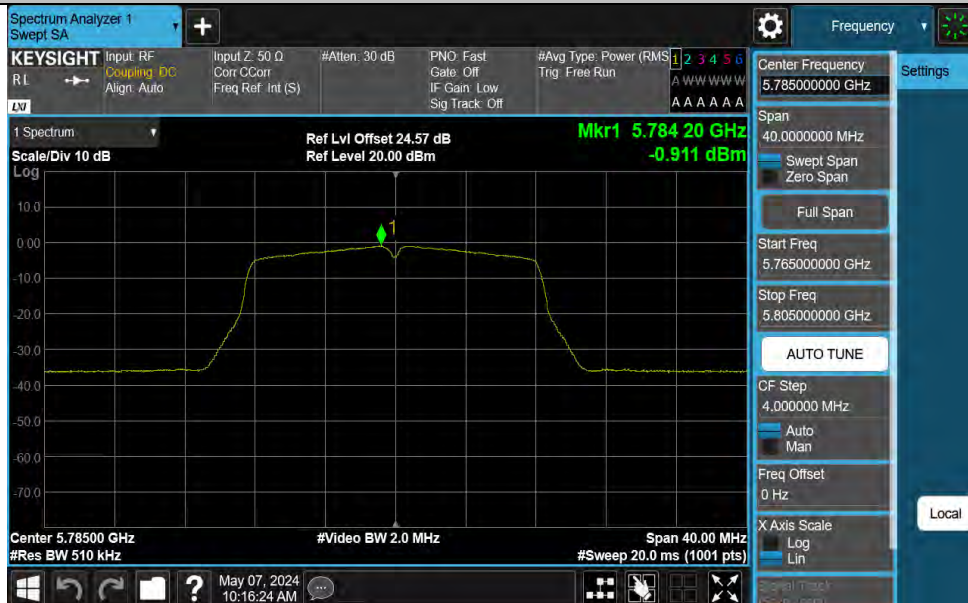 Spectrum Analyzer 1
Swept SA
+
Frequency
KEYSIGHT
RL
LXI
Input: RF
Coupling: DC
Align: Auto
Input Z: 50 Ω
Corr CCorr
Freq Ref: Int (S)
#Atten: 30 dB
PNO: Fast
Gate: Off
IF Gain: Low
Sig Track: Off
#Avg Type: Power (RMS
Trig: Free Run
1 2 3 4 5 6
A W W W W W
A A A A A A
Center Frequency
5.785000000 GHz
Settings
Span
40.0000000 MHz
Swept Span
Zero Span
Full Span
Start Freq
5.765000000 GHz
Stop Freq
5.805000000 GHz
AUTO TUNE
CF Step
4.000000 MHz
Auto
Man
Freq Offset
0 Hz
X Axis Scale
Log
Lin
Signal Track
Local
1 Spectrum
Scale/Div 10 dB
Log
Ref Lvl Offset 24.57 dB
Ref Level 20.00 dBm
Mkr1 5.784 20 GHz
-0.911 dBm
1
10.0
0.00
-10.0
-20.0
-30.0
-40.0
-50.0
-60.0
-70.0
Center 5.78500 GHz
#Res BW 510 kHz
#Video BW 2.0 MHz
Span 40.00 MHz
#Sweep 20.0 ms (1001 pts)
?
May 07, 2024
10:16:24 AM